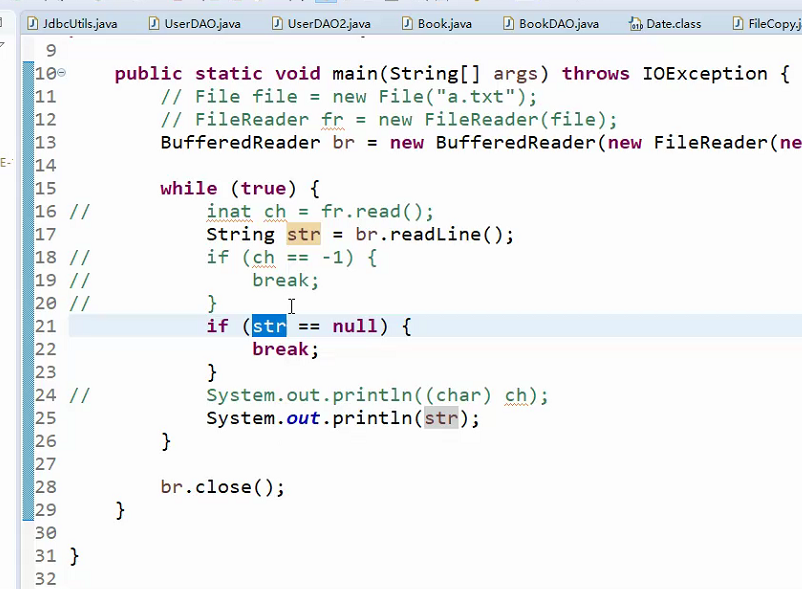 JdbcUtils.java UserDAO.java UserDAO2.java Book.java BookDAO.java Date.class FileCopy.j
9
10 public static void main(String[] args) throws IOException {
11 // File file = new File("a.txt");
12 // FileReader fr = new FileReader(file);
13 BufferedReader br = new BufferedReader(new FileReader(ne
14
15 while (true) {
16 // inat ch = fr.read();
17 String str = br.readLine();
18 // if (ch == -1) {
19 // break;
20 // }
21 if (str == null) {
22 break;
23 }
24 // System.out.println((char) ch);
25 System.out.println(str);
26 }
27
28 br.close();
29 }
30
31 }
32